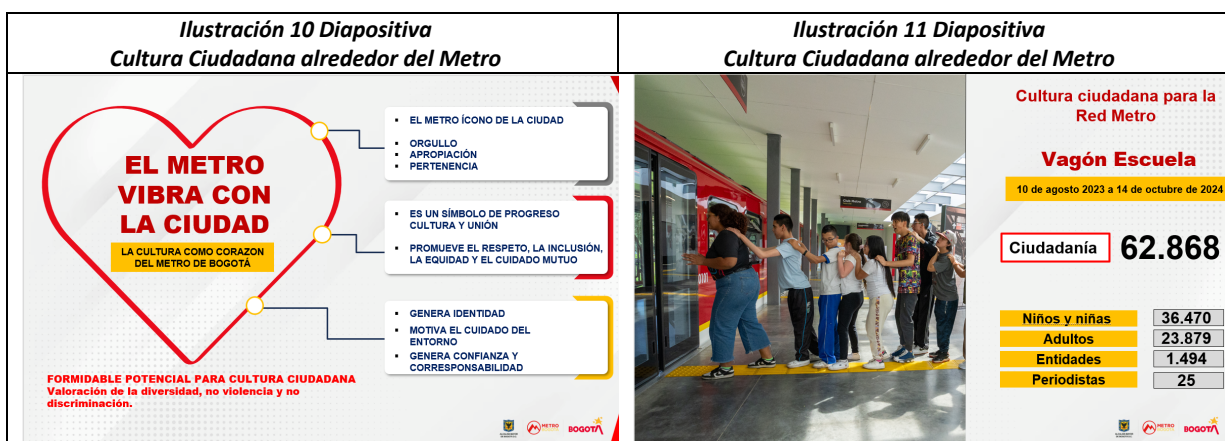 Ilustración 10 Diapositiva
Cultura Ciudadana alrededor del Metro
EL METRO
VIBRA CON
LA CIUDAD
LA CULTURA COMO CORAZON
DEL METRO DE BOGOTÁ
▪ EL METRO ÍCONO DE LA CIUDAD
▪ ORGULLO
▪ APROPIACIÓN
▪ PERTENENCIA
▪ ES UN SÍMBOLO DE PROGRESO
CULTURA Y UNIÓN
▪ PROMUEVE EL RESPETO, LA INCLUSIÓN,
LA EQUIDAD Y EL CUIDADO MUTUO
▪ GENERA IDENTIDAD
▪ MOTIVA EL CUIDADO DEL
ENTORNO
▪ GENERA CONFIANZA Y
CORRESPONSABILIDAD
FORMIDABLE POTENCIAL PARA CULTURA CIUDADANA
Valoración de la diversidad, no violencia y no
discriminación.
METRO
BOGOTÁ
Ilustración 11 Diapositiva
Cultura Ciudadana alrededor del Metro
Cultura ciudadana para la
Red Metro
Vagón Escuela
10 de agosto 2023 a 14 de octubre de 2024
Ciudadanía 62.868
Niños y niñas 36.470
Adultos 23.879
Entidades 1.494
Periodistas 25
METRO
BOGOTÁ